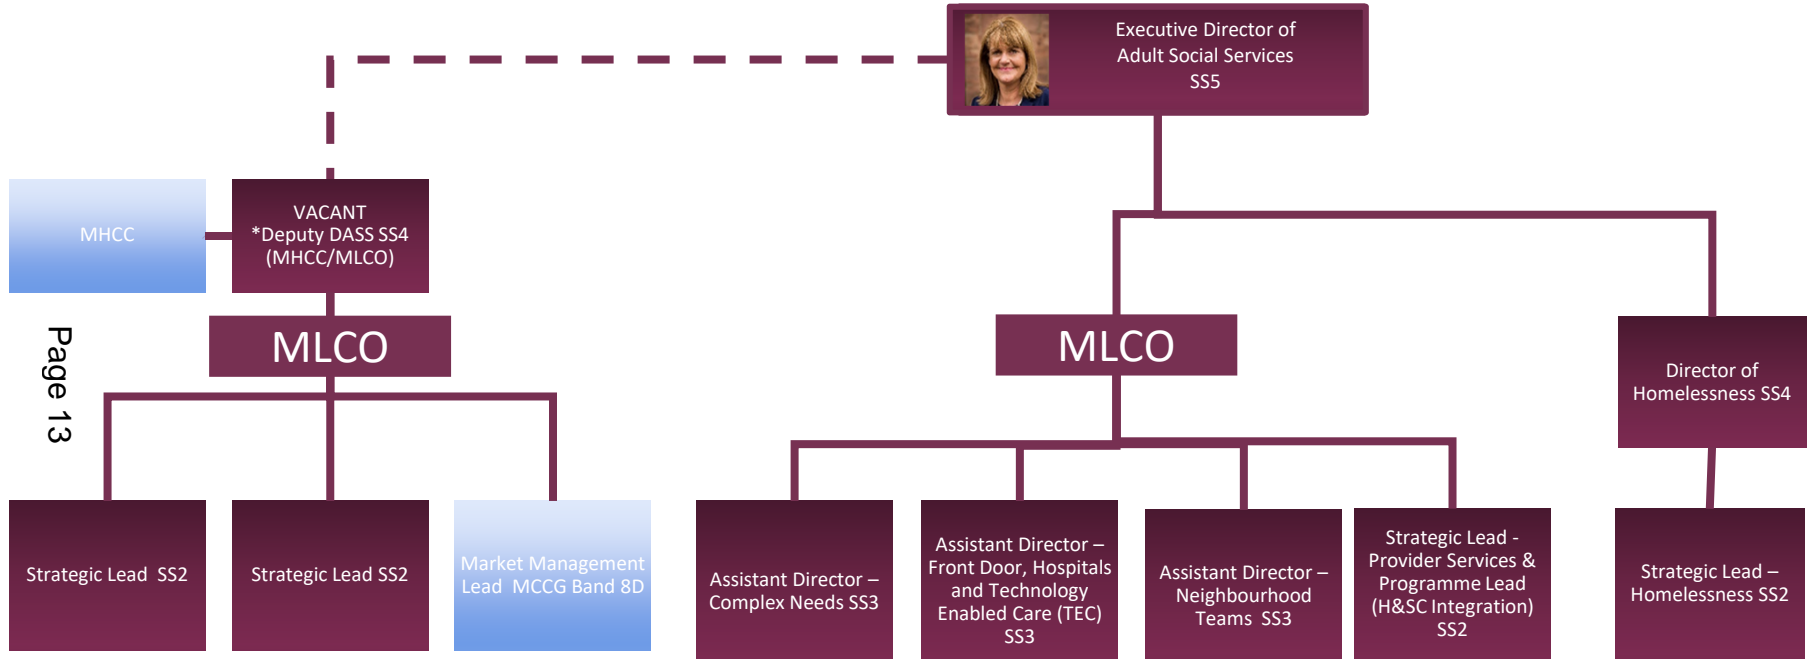 Executive Director of
Adult Social Services
SS5
MHCC
VACANT
*Deputy DASS SS4
(MHCC/MLCO)
MLCO
MLCO
Director of
Homelessness SS4
Page 13
Strategic Lead  SS2
Strategic Lead SS2
Market Management
Lead  MCCG Band 8D
Assistant Director –
Complex Needs SS3
Assistant Director –
Front Door, Hospitals
and Technology
Enabled Care (TEC)
SS3
Assistant Director –
Neighbourhood
Teams  SS3
Strategic Lead -
Provider Services &
Programme Lead
(H&SC Integration)
SS2
Strategic Lead –
Homelessness SS2